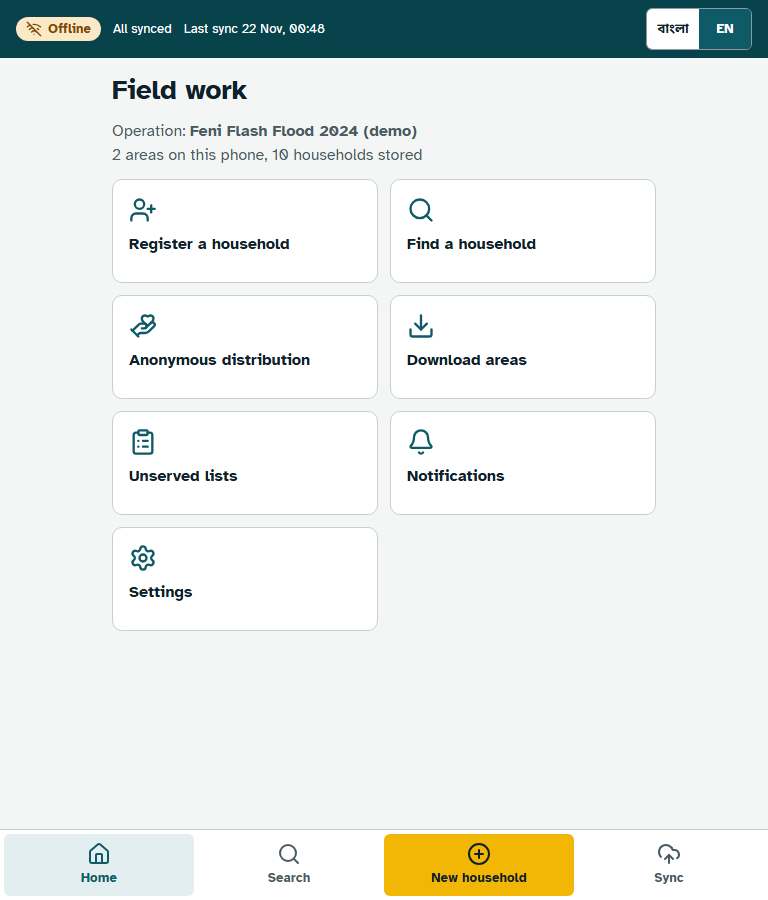 Offline All synced Last sync 22 Nov, 00:48 বাংলা EN
Field work
Operation: Feni Flash Flood 2024 (demo)
2 areas on this phone, 10 households stored
Register a household
Find a household
Anonymous distribution
Download areas
Unserved lists
Notifications
Settings
Home Search New household Sync